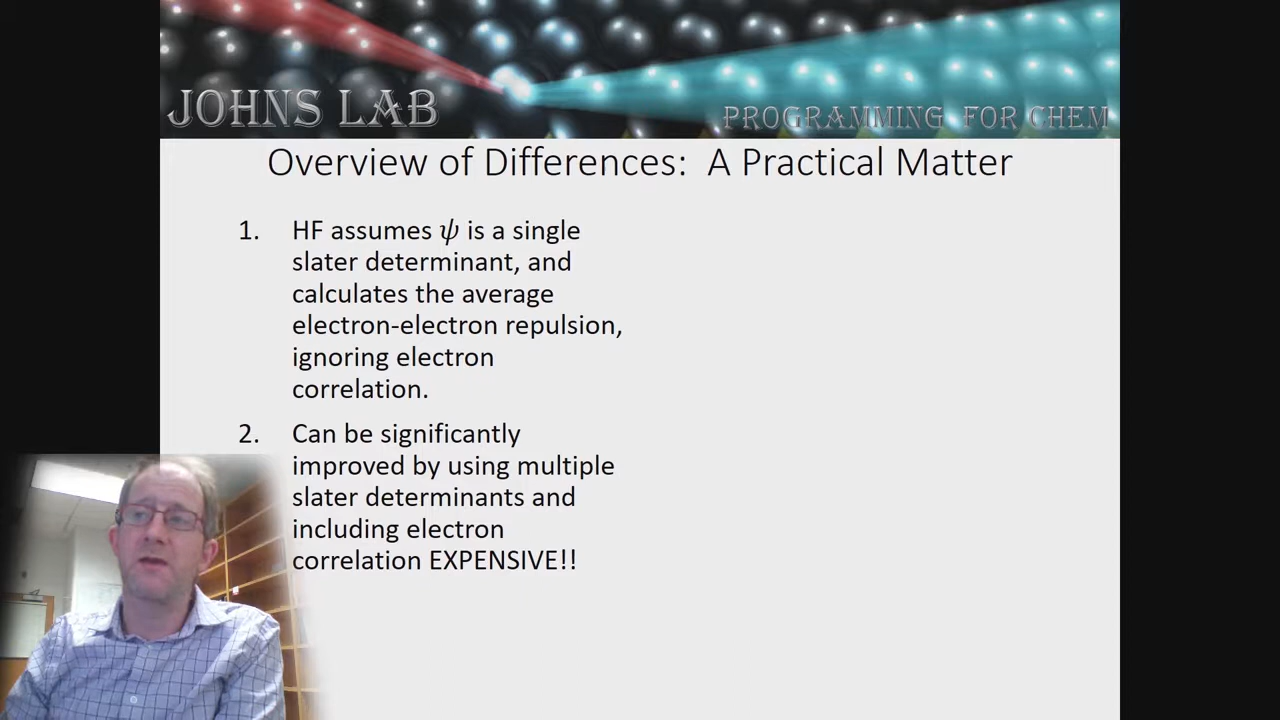 JOHNS LAB
PROGRAMMING FOR CHEM
Overview of Differences: A Practical Matter
1. HF assumes ψ is a single
slater determinant, and
calculates the average
electron-electron repulsion,
ignoring electron
correlation.
2. Can be significantly
improved by using multiple
slater determinants and
including electron
correlation EXPENSIVE!!